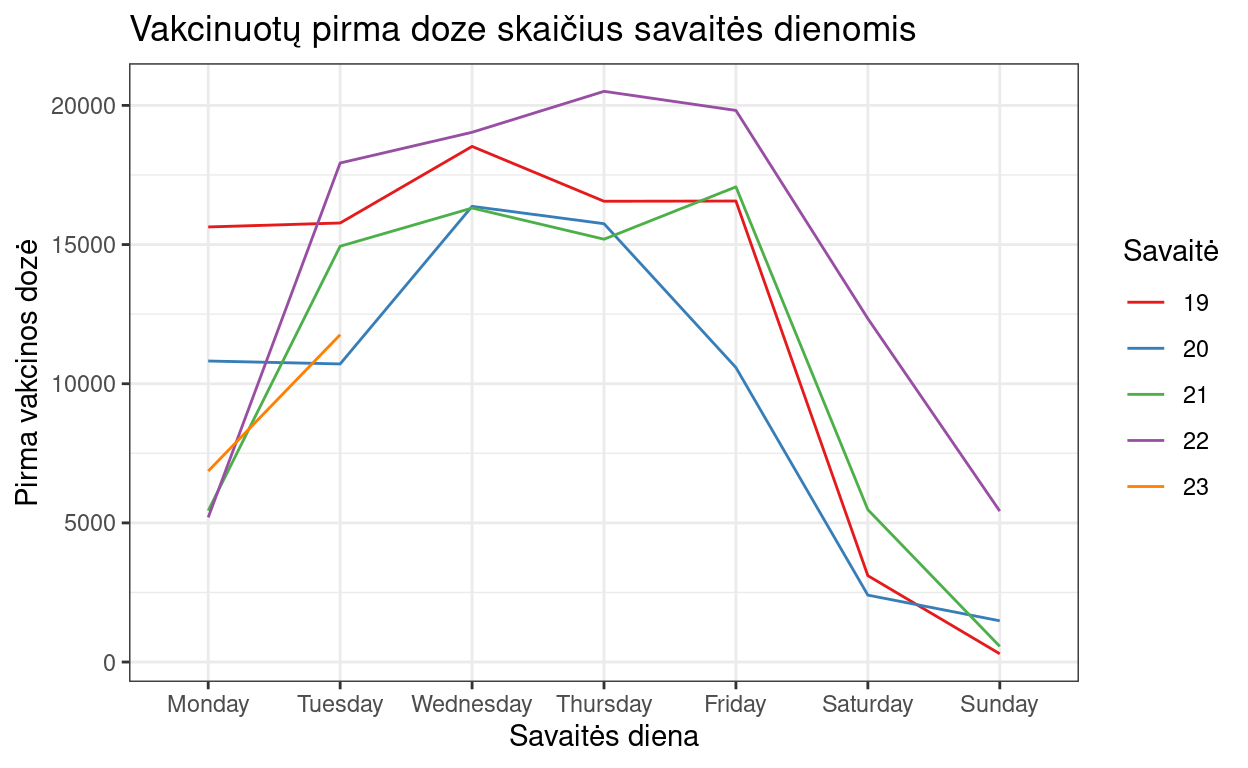 Vakcinuotų pirma doze skaičius savaitės dienomis
Pirma vakcinos dozė
20000
15000
10000
5000
0
Monday Tuesday Wednesday Thursday Friday Saturday Sunday
Savaitės diena
Savaitė
19
20
21
22
23